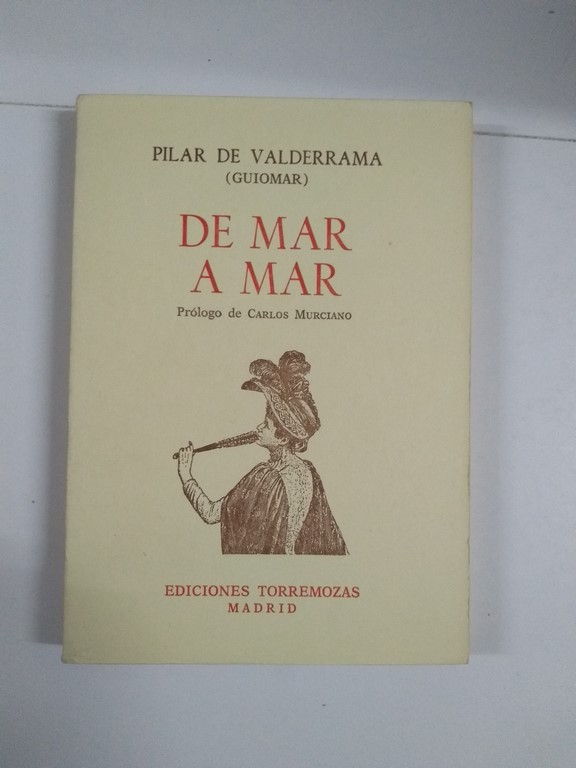 PILAR DE VALDERRAMA
(GUIOMAR)
DE MAR
A MAR
Prólogo de CARLOS MURCIANO
EDICIONES TORREMOZAS
MADRID